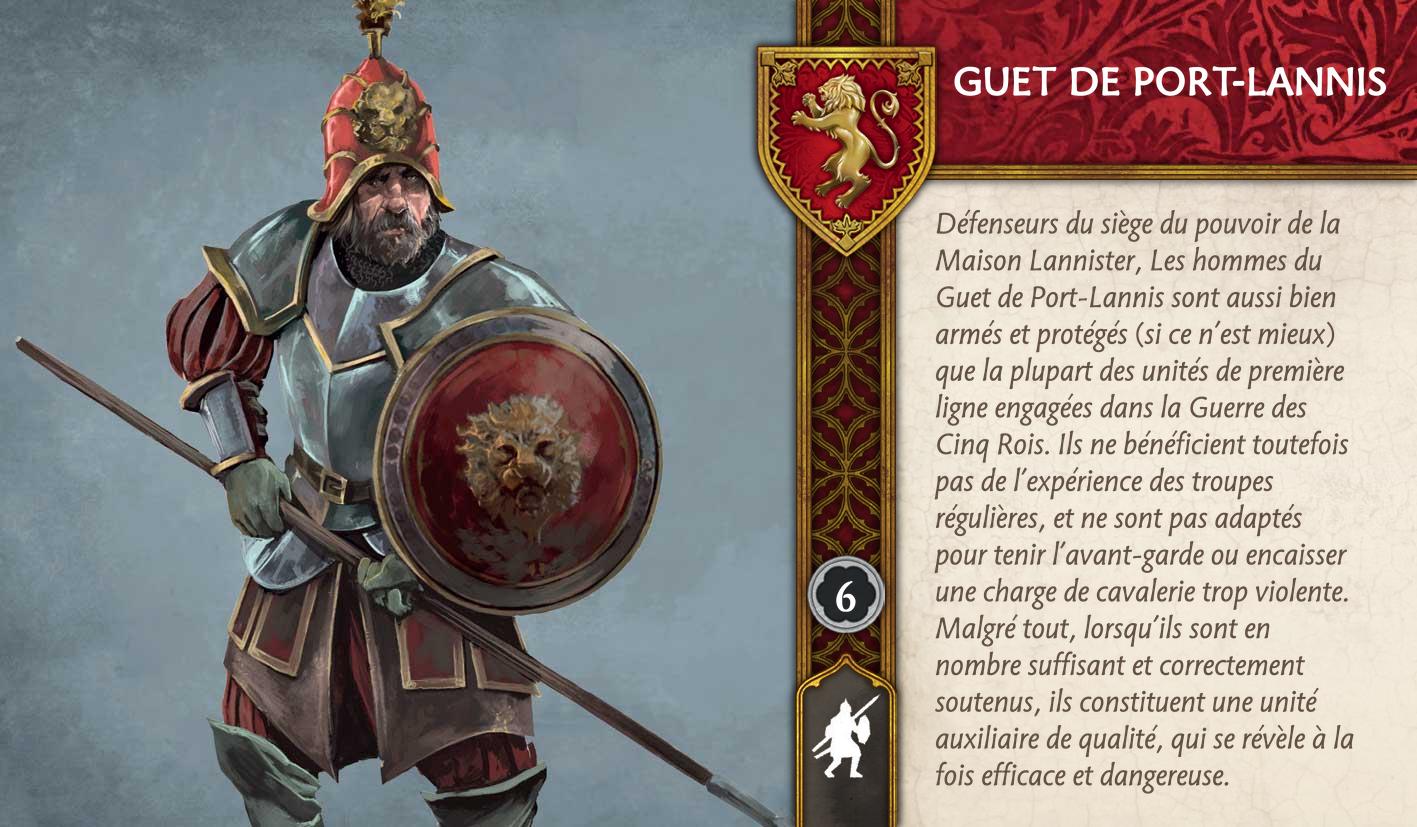 GUET DE PORT-LANNIS
Défenseurs du siège du pouvoir de la
Maison Lannister, Les hommes du
Guet de Port-Lannis sont aussi bien
armés et protégés (si ce n'est mieux)
que la plupart des unités de première
ligne engagées dans la Guerre des
Cinq Rois. Ils ne bénéficient toutefois
pas de l'expérience des troupes
régulières, et ne sont pas adaptés
pour tenir l'avant-garde ou encaisser
une charge de cavalerie trop violente.
Malgré tout, lorsqu'ils sont en
nombre suffisant et correctement
soutenus, ils constituent une unité
auxiliaire de qualité, qui se révèle à la
fois efficace et dangereuse.
6